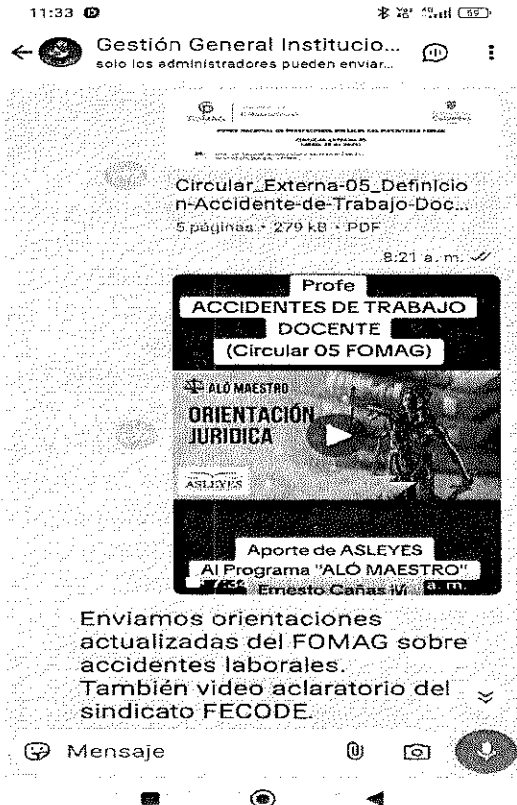 11:33
59
Gestión General Institucio...
solo los administradores pueden enviar...
Circular_Externa-05_Definicio
n-Accidente-de-Trabajo-Doc...
5 páginas • 279 kB • PDF
8:21 a. m.
Profe
ACCIDENTES DE TRABAJO
DOCENTE
(Circular 05 FOMAG)
ALÓ MAESTRO
ORIENTACIÓN
JURIDICA
ASLEYES
Aporte de ASLEYES
Al Programa "ALÓ MAESTRO"
Ernesto Cañas
Enviamos orientaciones
actualizadas del FOMAG sobre
accidentes laborales.
También video aclaratorio del
sindicato FECODE.
Mensaje